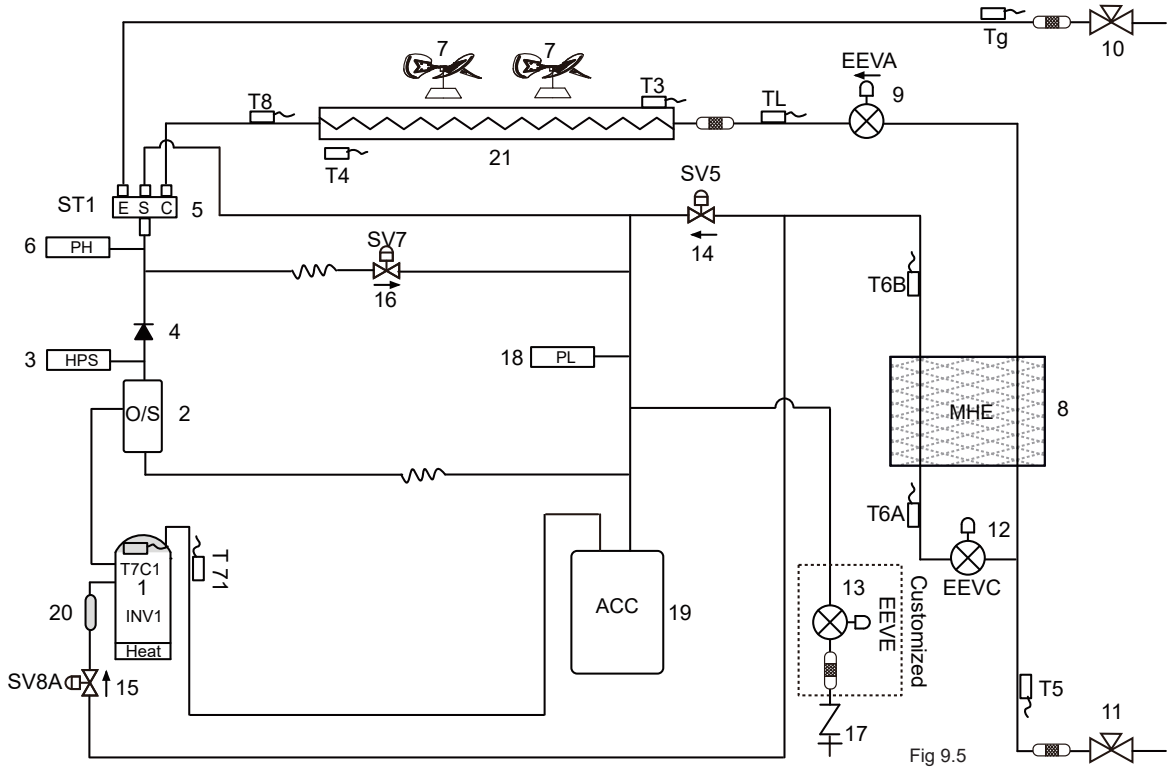 Tg
10
7
7
EEVA
9
T8
T3
TL
21
T4
ST1
E S C
5
SV5
14
6
PH
SV7
16
T6B
4
3
HPS
18
PL
O/S
2
MHE
8
T6A
12
EEVC
T7C1
1
INV1
Heat
T 71
20
SV8A
15
ACC
19
13
EEVE
Customized
17
T5
11
Fig 9.5